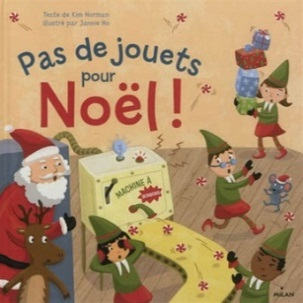 Texte de Kim Norman
illustré par Jannie Ho
Pas de jouets
pour
Noël!
MACHINE À
MILAN